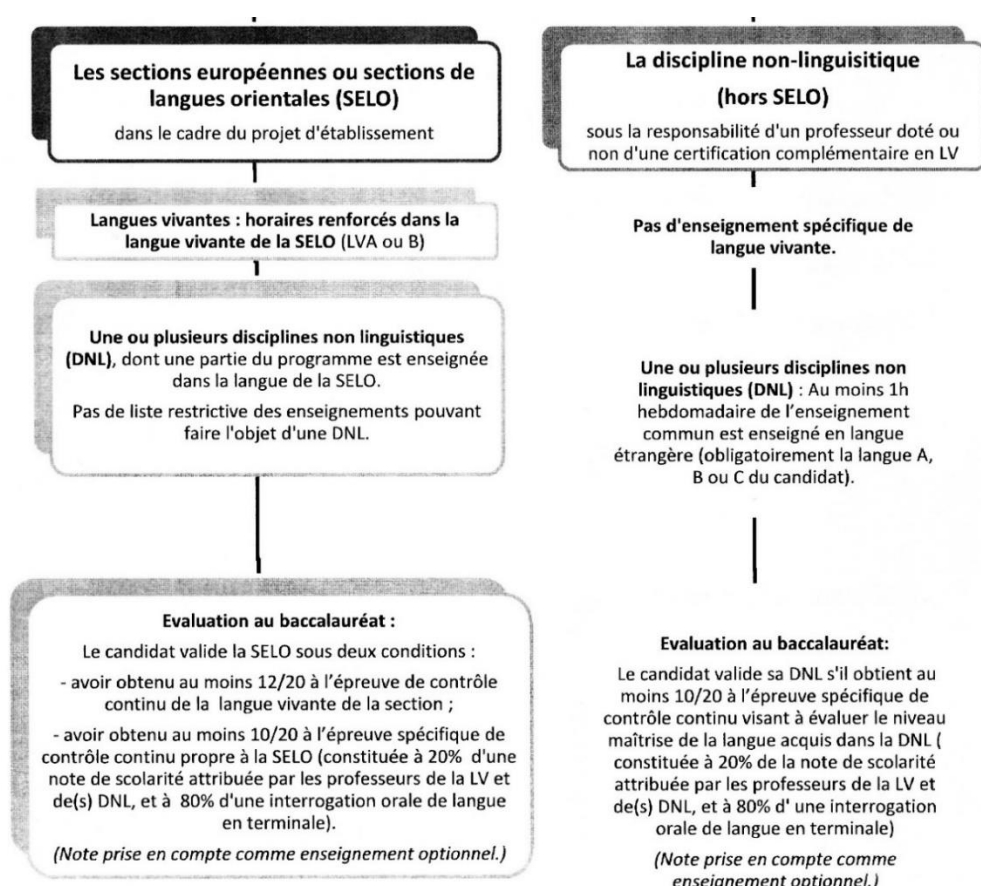 Les sections européennes ou sections de
langues orientales (SELO)
dans le cadre du projet d'établissement
Langues vivantes : horaires renforcés dans la
langue vivante de la SELO (LVA ou B)
Une ou plusieurs disciplines non linguistiques
(DNL), dont une partie du programme est enseignée
dans la langue de la SELO.
Pas de liste restrictive des enseignements pouvant
faire l'objet d'une DNL.
Evaluation au baccalauréat :
Le candidat valide la SELO sous deux conditions :
- avoir obtenu au moins 12/20 à l'épreuve de contrôle
continu de la langue vivante de la section ;
- avoir obtenu au moins 10/20 à l'épreuve spécifique de
contrôle continu propre à la SELO (constituée à 20% d'une
note de scolarité attribuée par les professeurs de la LV et
de(s) DNL, et à 80% d'une interrogation orale de langue
en terminale).
(Note prise en compte comme enseignement optionnel.)
La discipline non-linguisitique
(hors SELO)
sous la responsabilité d'un professeur doté ou
non d'une certification complémentaire en LV
Pas d'enseignement spécifique de
langue vivante.
Une ou plusieurs disciplines non
linguistiques (DNL) : Au moins 1h
hebdomadaire de l'enseignement
commun est enseigné en langue
étrangère (obligatoirement la langue A,
B ou C du candidat).
Evaluation au baccalauréat:
Le candidat valide sa DNL s'il obtient au
moins 10/20 à l'épreuve spécifique de
contrôle continu visant à évaluer le niveau
maîtrise de la langue acquis dans la DNL (
constituée à 20% de la note de scolarité
attribuée par les professeurs de la LV et
de(s) DNL, et à 80% d' une interrogation
orale de langue en terminale)
(Note prise en compte comme
enseignement optionnel.)